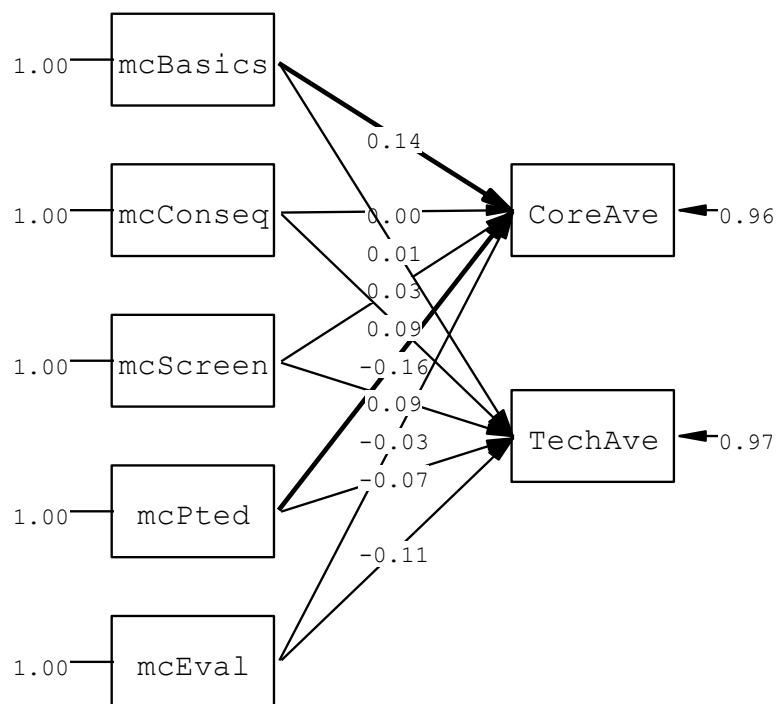 1.00
mcBasics
0.14
1.00
mcConseq
0.00
CoreAve
0.96
0.01
0.03
0.09
1.00
mcScreen
-0.16
0.09
TechAve
0.97
-0.03
-0.07
1.00
mcPted
-0.11
1.00
mcEval